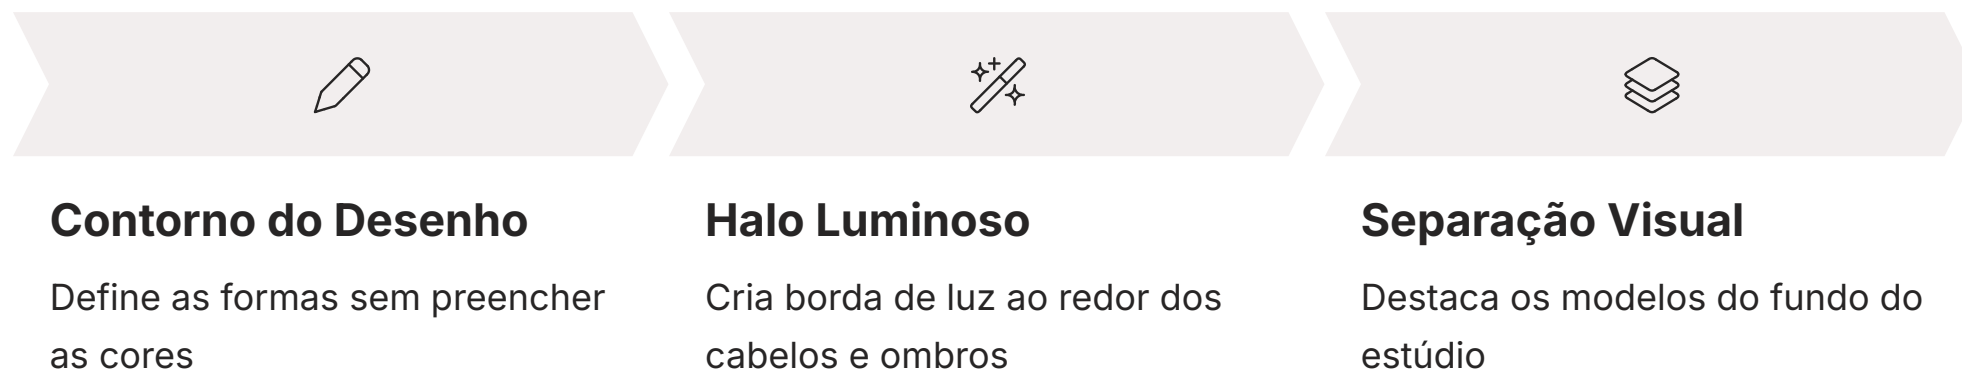 Contorno do Desenho
Define as formas sem preencher
as cores
Halo Luminoso
Cria borda de luz ao redor dos
cabelos e ombros
Separação Visual
Destaca os modelos do fundo do
estúdio